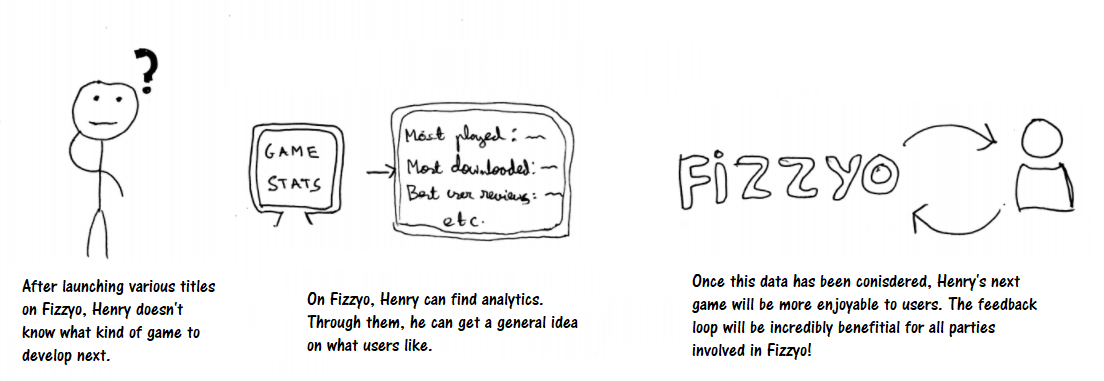 ?
GAME
STATS
Most played: ~
Most downloaded: ~
Best user reviews: ~
etc.
FiZZYO
After launching various titles
on Fizzyo, Henry doesn't
know what kind of game to
develop next.
On Fizzyo, Henry can find analytics.
Through them, he can get a general idea
on what users like.
Once this data has been conisdered, Henry's next
game will be more enjoyable to users. The feedback
loop will be incredibly benefitial for all parties
involved in Fizzyo!